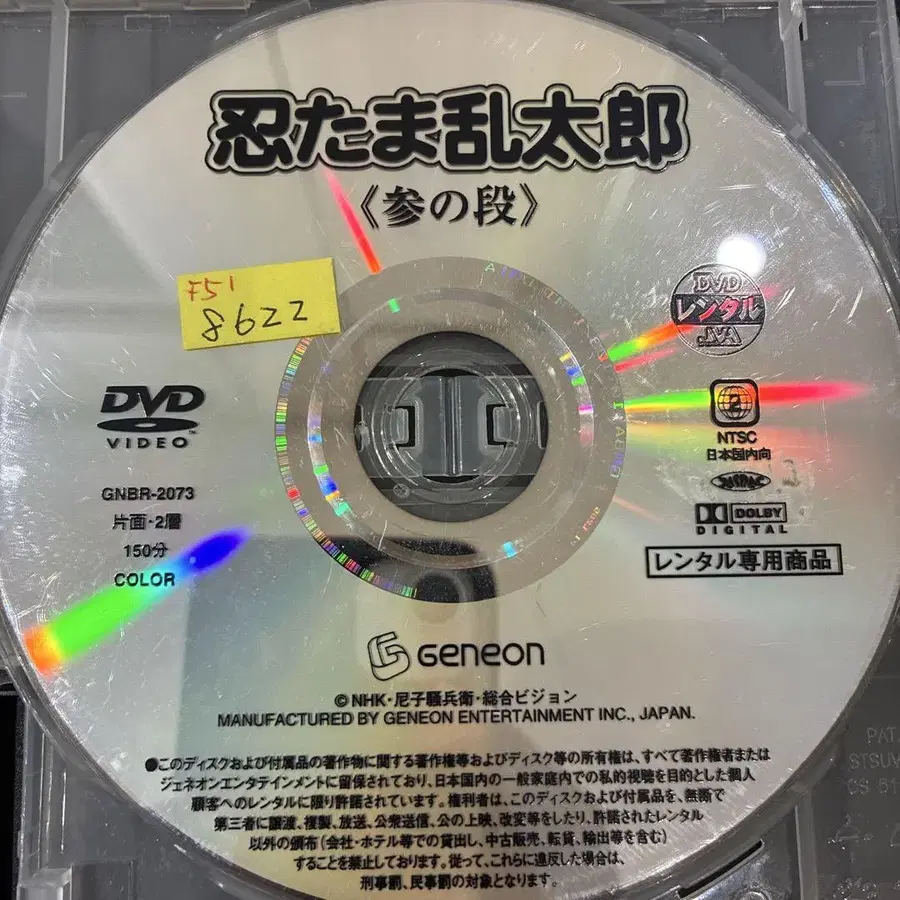 忍たま乱太郎
《参の段》
F51
8622
DVD
レンタル
JVA
DVD
VIDEO
2
NTSC
日本国内向
GNBR-2073
片面・2層
150分
COLOR
DOLBY
DIGITAL
レンタル専用商品
GENEON
©NHK・尼子騒兵衛・総合ビジョン
MANUFACTURED BY GENEON ENTERTAINMENT INC., JAPAN.
●このディスクおよび付属品の著作物に関する著作権等およびディスク等の所有権は、すべて著作権者または
ジェネオンエンタテインメントに留保されており、日本国内の一般家庭内での私的視聴を目的とした個人
顧客へのレンタルに限り許諾されています。権利者は、このディスクおよび付属品を、無断で
第三者に譲渡、複製、放送、公衆送信、公の上映、改変等をしたり、許諾されたレンタル
以外の頒布（会社・ホテル等での貸出し、中古販売、転貸、輸出等を含む）
することを禁止しております。従って、これらに違反した場合は、
刑事罰、民事罰の対象となります。